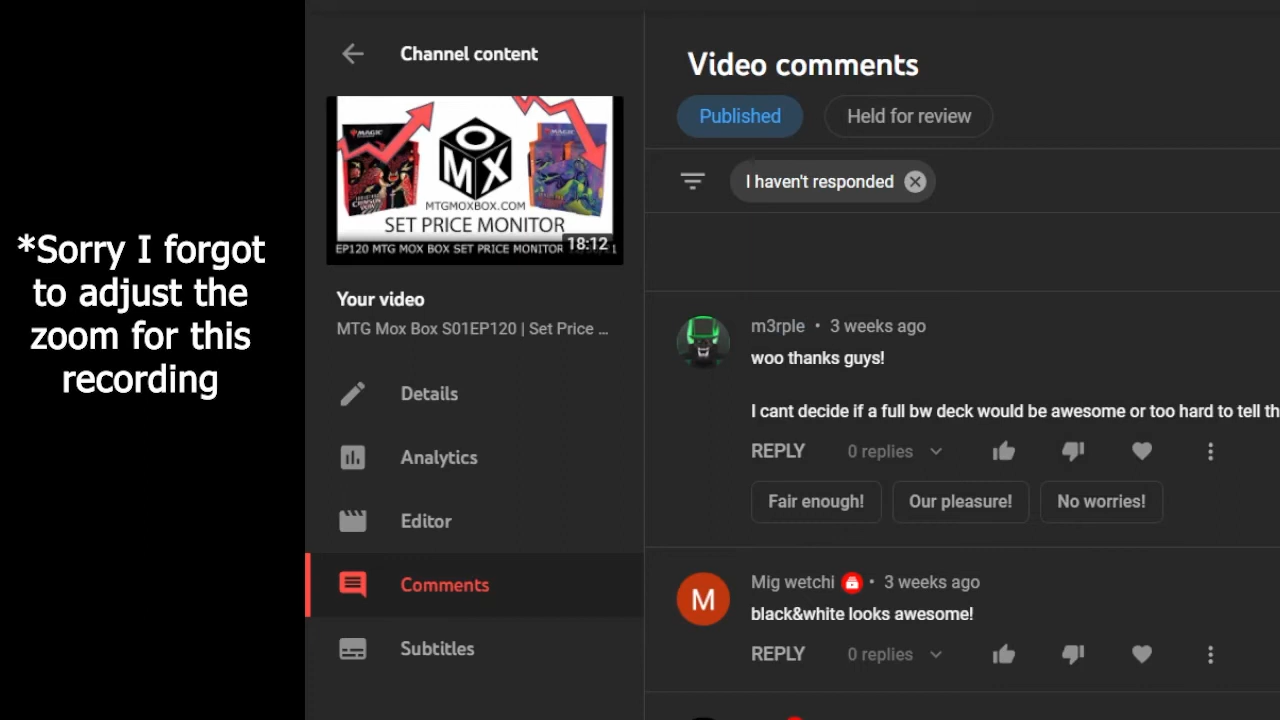 *Sorry I forgot
to adjust the
zoom for this
recording
Channel content
MAGIC
MAGIC
OMX
MTGMOXBOX.COM
SET PRICE MONITOR
18:12
EP120 MTG MOX BOX SET PRICE MONITOR
Your video
MTG Mox Box S01EP120 | Set Price ...
Details
Analytics
Editor
Comments
Subtitles
Video comments
Published
Held for review
I haven't responded
m3rple • 3 weeks ago
woo thanks guys!
I cant decide if a full bw deck would be awesome or too hard to tell th
REPLY
0 replies
Fair enough!
Our pleasure!
No worries!
M
Mig wetchi • 3 weeks ago
black&white looks awesome!
REPLY
0 replies